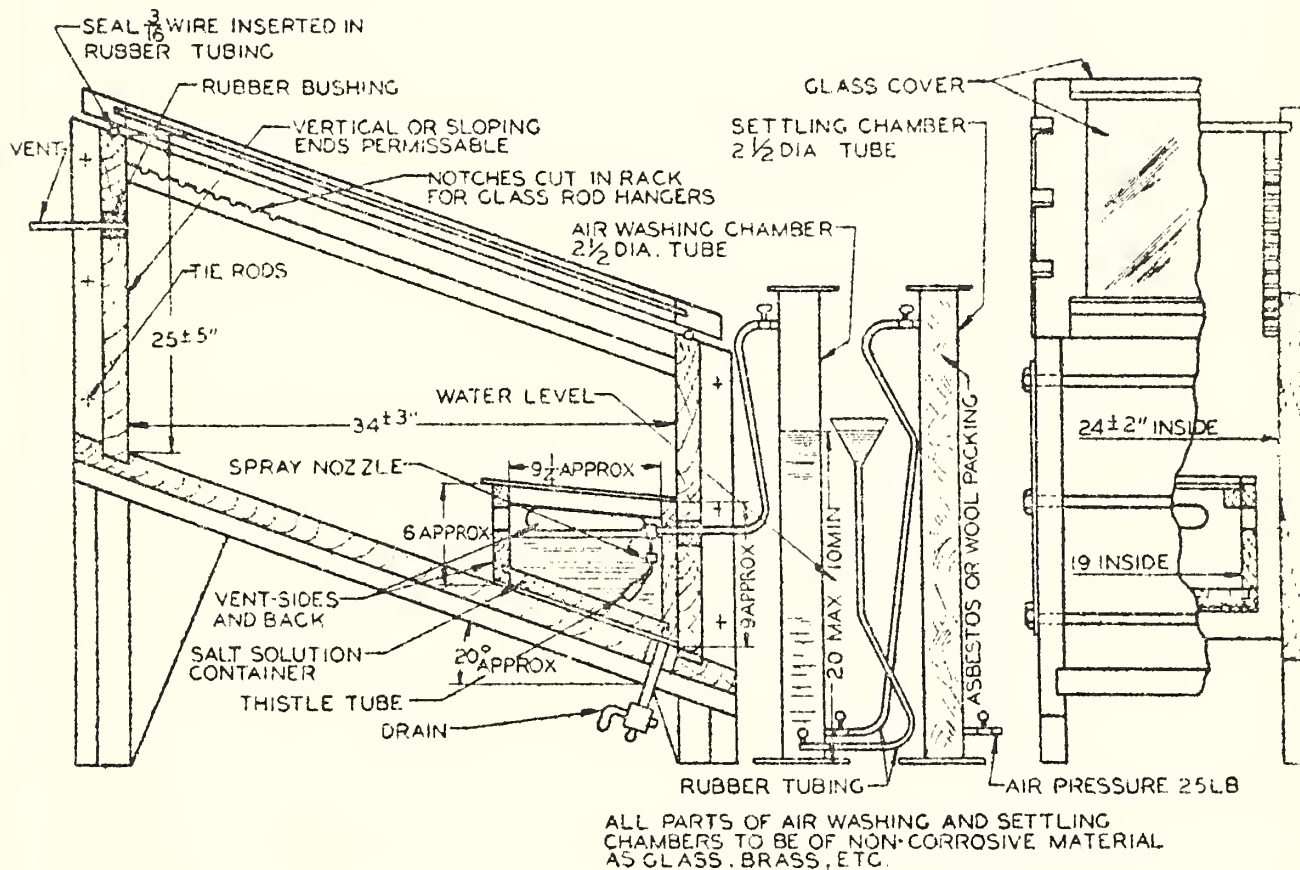 SEAL 3/16 WIRE INSERTED IN
RUBBER TUBING
RUBBER BUSHING
VERTICAL OR SLOPING
ENDS PERMISSABLE
VENT
NOTCHES CUT IN RACK
FOR GLASS ROD HANGERS
TIE RODS
25±5"
34±3"
WATER LEVEL
SPRAY NOZZLE
9 1/4 APPROX
6 APPROX
9 APPROX
VENT-SIDES
AND BACK
SALT SOLUTION
CONTAINER
20° APPROX
THISTLE TUBE
DRAIN
AIR WASHING CHAMBER
2 1/2 DIA. TUBE
SETTLING CHAMBER
2 1/2 DIA TUBE
20 MAX 10MIN
ASBESTOS OR WOOL PACKING
RUBBER TUBING
AIR PRESSURE 25LB
GLASS COVER
24±2" INSIDE
19 INSIDE
ALL PARTS OF AIR WASHING AND SETTLING
CHAMBERS TO BE OF NON-CORROSIVE MATERIAL
AS GLASS, BRASS, ETC.